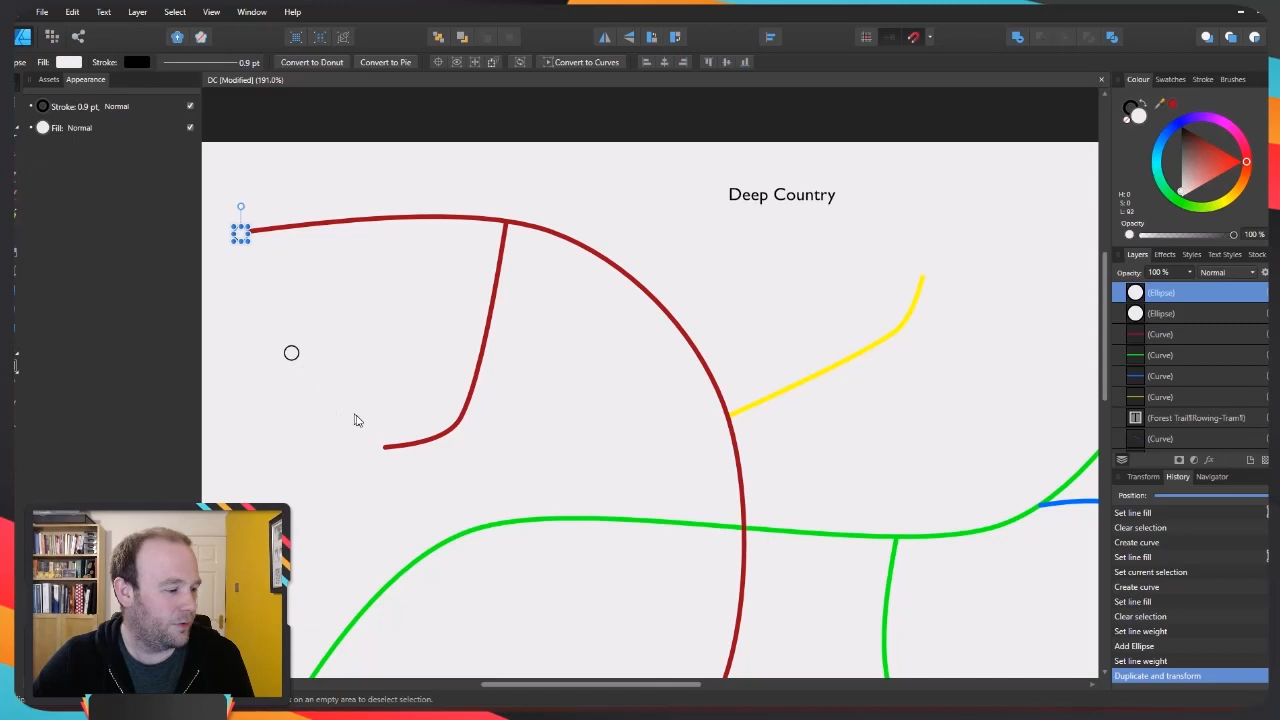 File Edit Text Layer Select View Window Help
Fill: Stroke: 0.9 pt Convert to Donut Convert to Pie Convert to Curves
Assets Appearance
DC [Modified] (191.0%)
Colour Swatches Stroke Brushes
Stroke: 0.9 pt, Normal
Fill: Normal
Deep Country
H: 0
S: 0
L: 92
Opacity
100 %
Layers Effects Styles Text Styles Stock
Opacity: 100 % Normal
(Ellipse)
(Ellipse)
(Curve)
(Curve)
(Curve)
(Curve)
(Forest Trail¶Rowing-Tram¶)
(Curve)
Transform History Navigator
Position:
Set line fill
Clear selection
Create curve
Set line fill
Set current selection
Create curve
Set line fill
Clear selection
Set line weight
Add Ellipse
Set line weight
Duplicate and transform
on an empty area to deselect selection.